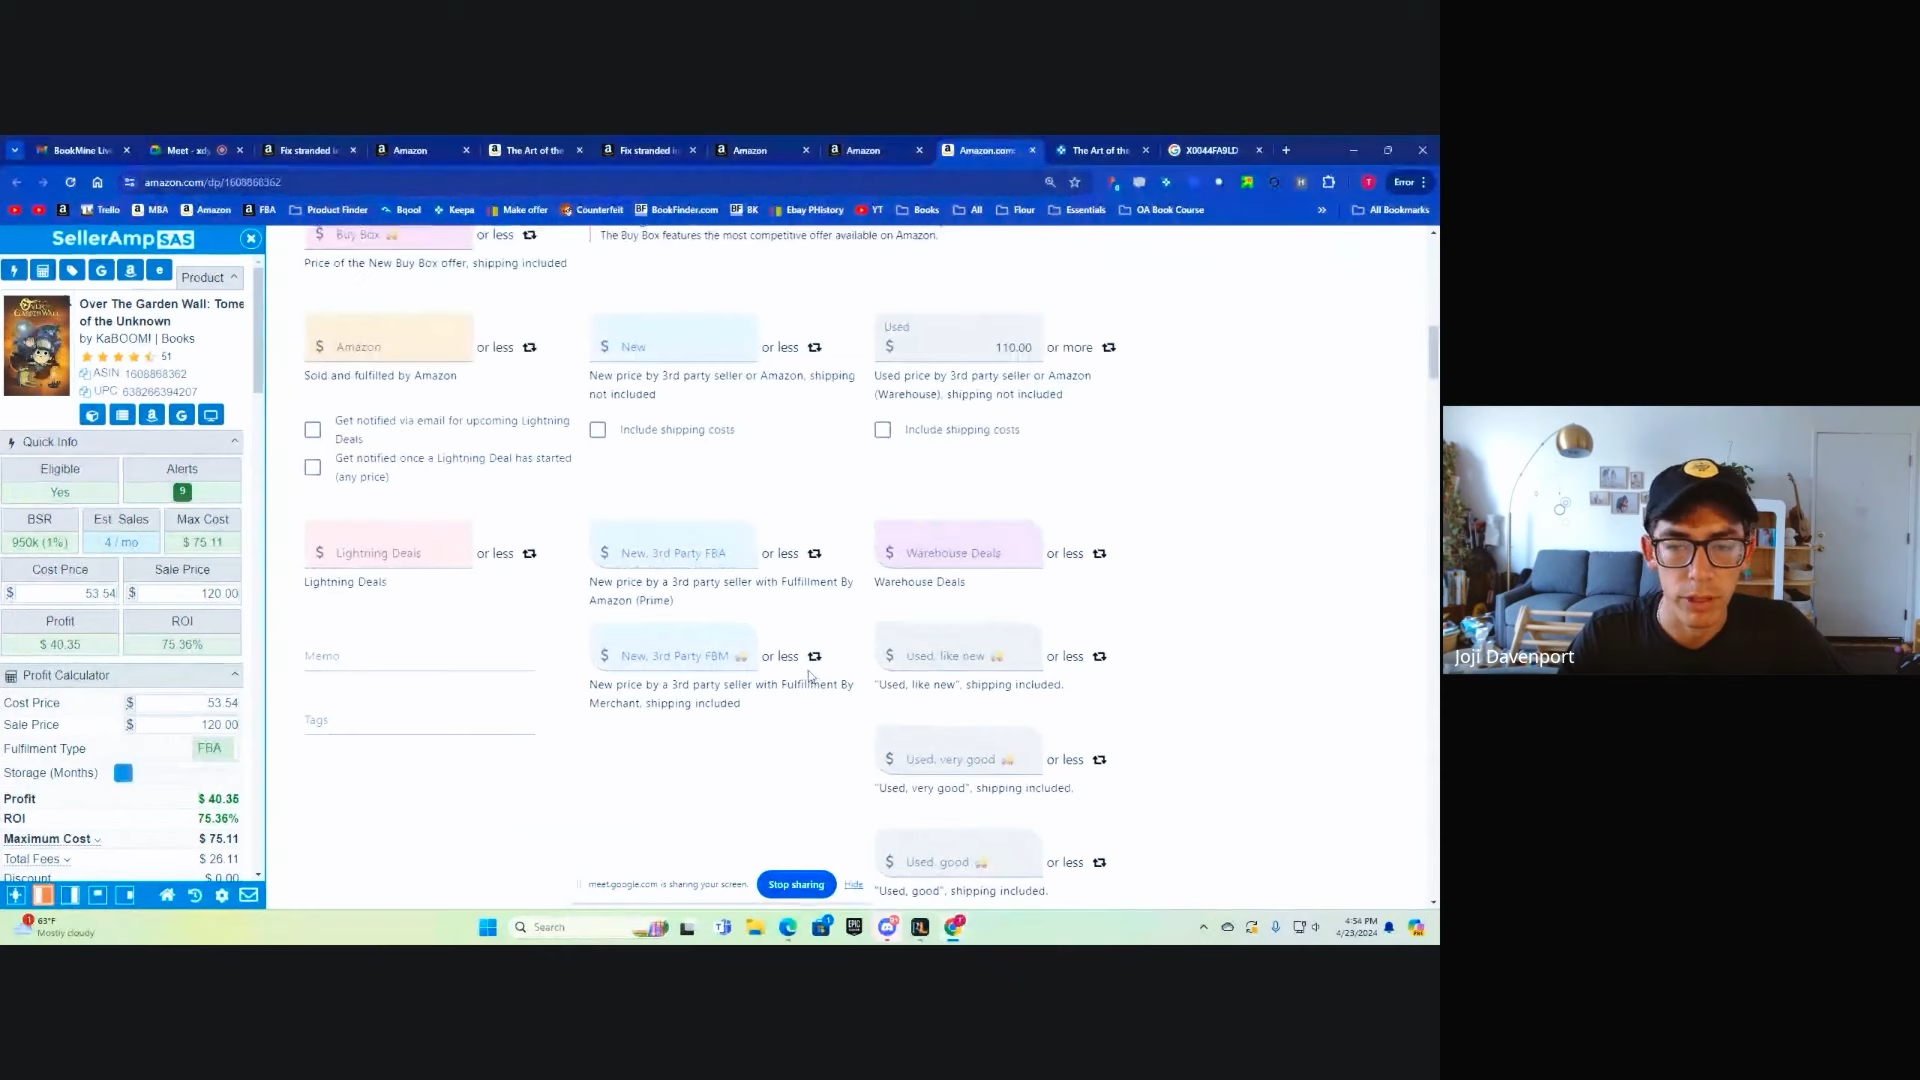 BookMine Liv
Meet - xd
Fix stranded i
Amazon
The Art of the
Fix stranded in
Amazon
Amazon
Amazon.com:
The Art of the
X0044FA9LD
amazon.com/dp/1608868362
Error
Trello
MBA
Amazon
FBA
Product Finder
Bqool
Keepa
Make offer
Counterfeit
BookFinder.com
BK
Ebay PHistory
YT
Books
All
Flour
Essentials
OA Book Course
All Bookmarks
SellerAmp SAS
Product
Over The Garden Wall: Tome
of the Unknown
by KaBOOM! | Books
51
ASIN: 1608868362
UPC: 638266394207
Quick Info
Eligible
Alerts
Yes
9
BSR
Est. Sales
Max Cost
950k (1%)
4 / mo
$ 75.11
Cost Price
Sale Price
$ 53.54
$ 120.00
Profit
ROI
$ 40.35
75.36%
Profit Calculator
Cost Price $ 53.54
Sale Price $ 120.00
Fulfilment Type FBA
Storage (Months)
Profit $ 40.35
ROI 75.36%
Maximum Cost $ 75.11
Total Fees $ 26.11
Discount $ 0.00
$ Buy Box or less
The Buy Box features the most competitive offer available on Amazon.
Price of the New Buy Box offer, shipping included
$ Amazon or less
Sold and fulfilled by Amazon
Get notified via email for upcoming Lightning
Deals
Get notified once a Lightning Deal has started
(any price)
$ New or less
New price by 3rd party seller or Amazon, shipping
not included
Include shipping costs
Used
$ 110.00 or more
Used price by 3rd party seller or Amazon
(Warehouse), shipping not included
Include shipping costs
$ Lightning Deals or less
Lightning Deals
$ New, 3rd Party FBA or less
New price by a 3rd party seller with Fulfillment By
Amazon (Prime)
$ Warehouse Deals or less
Warehouse Deals
Memo
Tags
$ New, 3rd Party FBM or less
New price by a 3rd party seller with Fulfillment By
Merchant, shipping included
$ Used, like new or less
"Used, like new", shipping included.
$ Used, very good or less
"Used, very good", shipping included.
$ Used, good or less
"Used, good", shipping included.
meet.google.com is sharing your screen.
Stop sharing
Hide
63°F
Mostly cloudy
Search
4:54 PM
4/23/2024
Joji Davenport